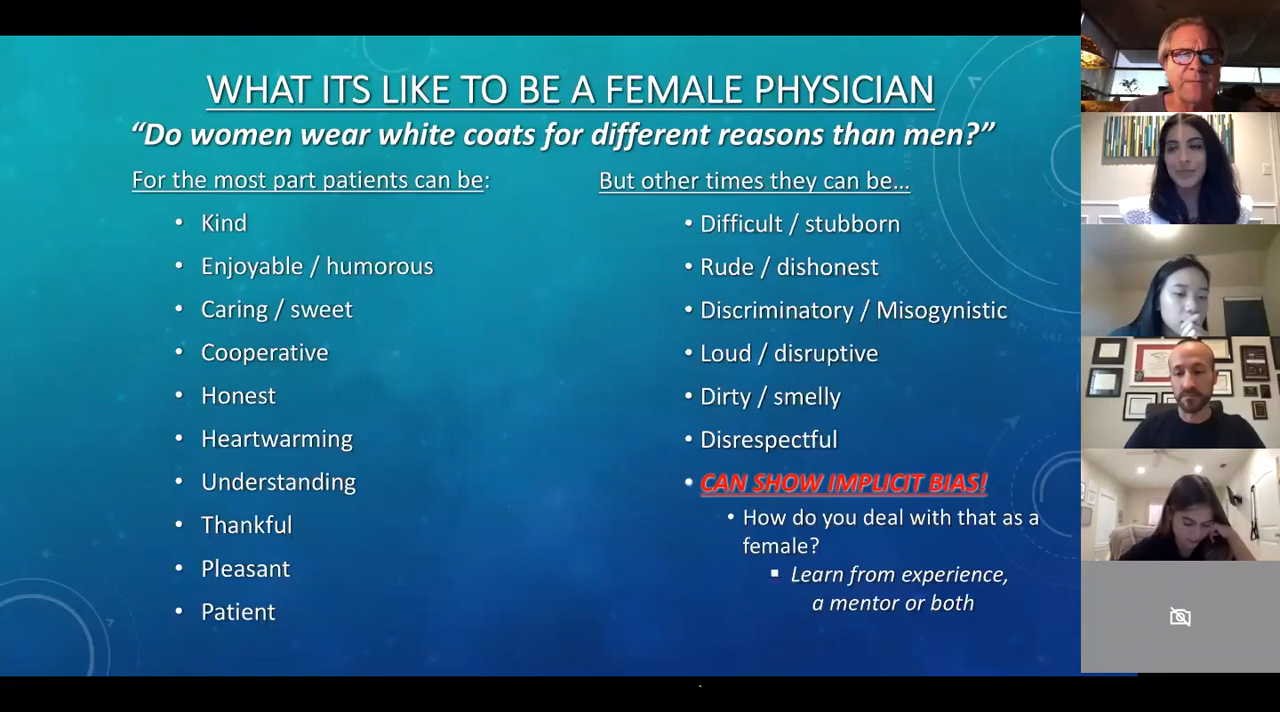 WHAT ITS LIKE TO BE A FEMALE PHYSICIAN
“Do women wear white coats for different reasons than men?”
For the most part patients can be:
• Kind
• Enjoyable / humorous
• Caring / sweet
• Cooperative
• Honest
• Heartwarming
• Understanding
• Thankful
• Pleasant
• Patient
But other times they can be…
• Difficult / stubborn
• Rude / dishonest
• Discriminatory / Misogynistic
• Loud / disruptive
• Dirty / smelly
• Disrespectful
• CAN SHOW IMPLICIT BIAS!
• How do you deal with that as a
female?
▪ Learn from experience,
a mentor or both